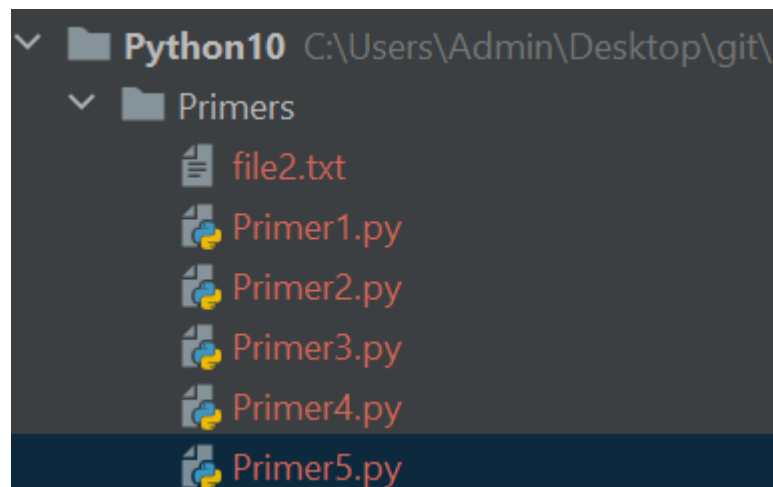 Python10 C:\Users\Admin\Desktop\git\
Primers
file2.txt
Primer1.py
Primer2.py
Primer3.py
Primer4.py
Primer5.py